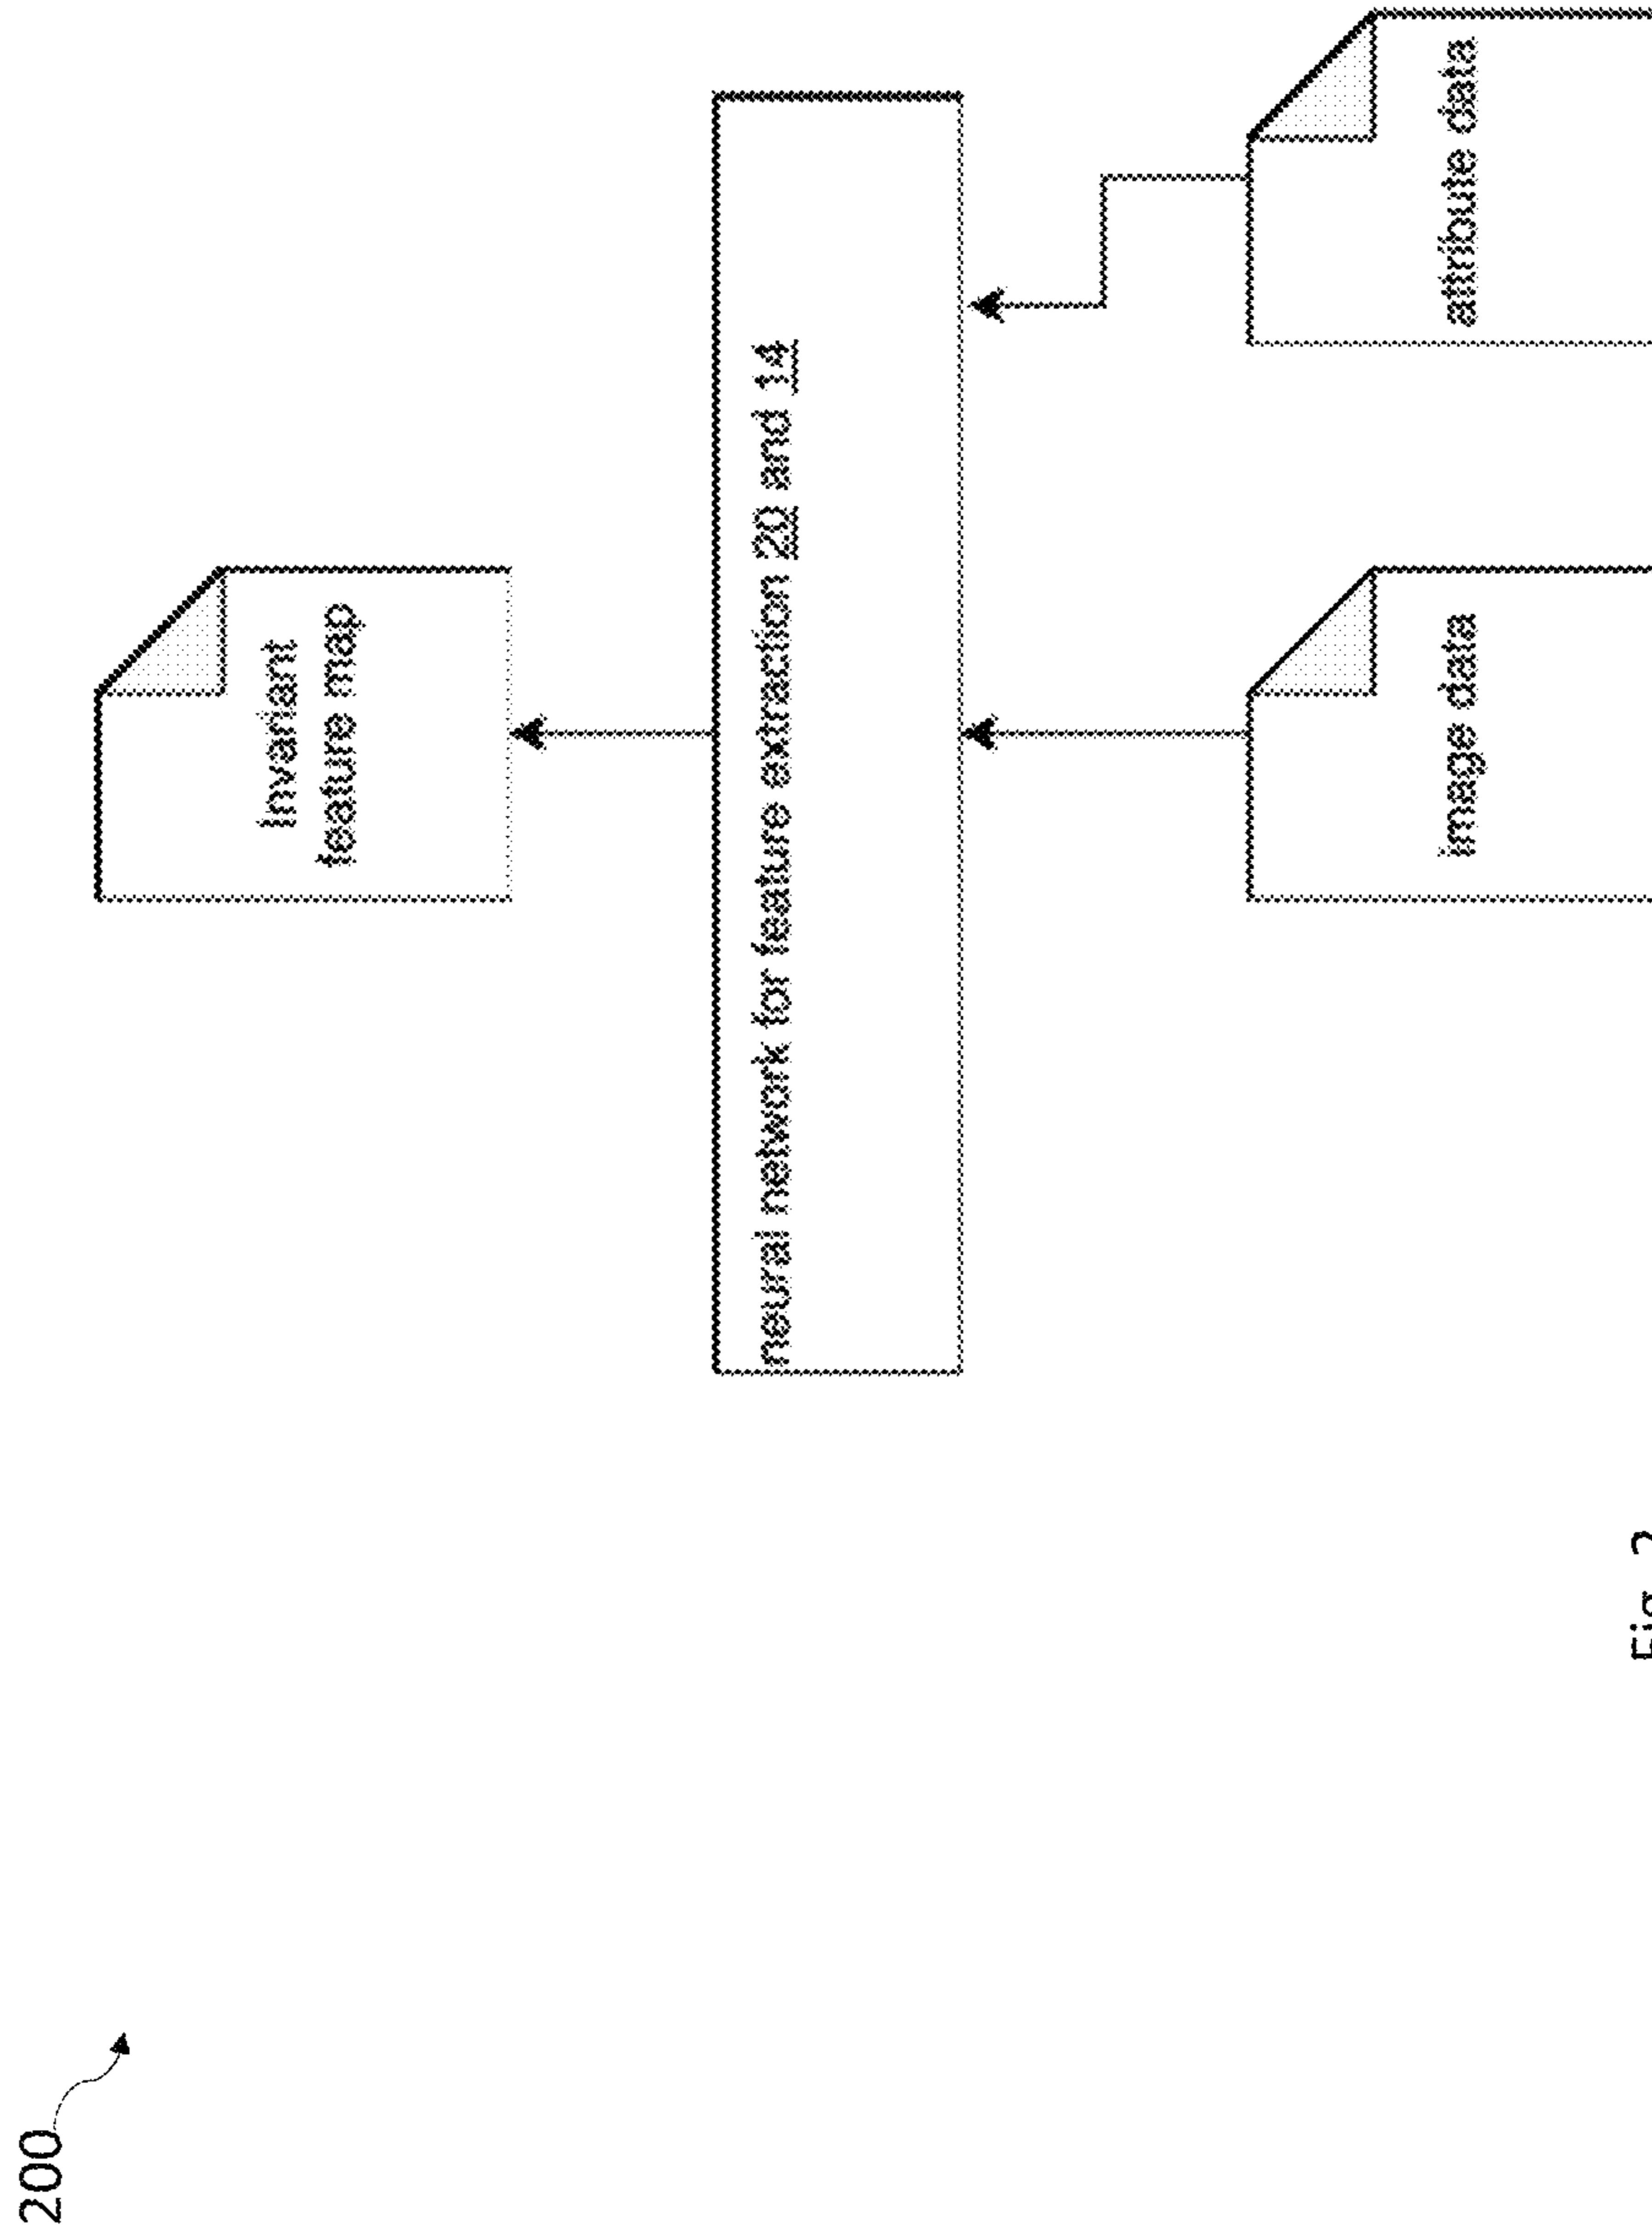 200
Invariant
feature map
neural network for feature extraction 20 and 14
image data
attribute data
Fig. 2